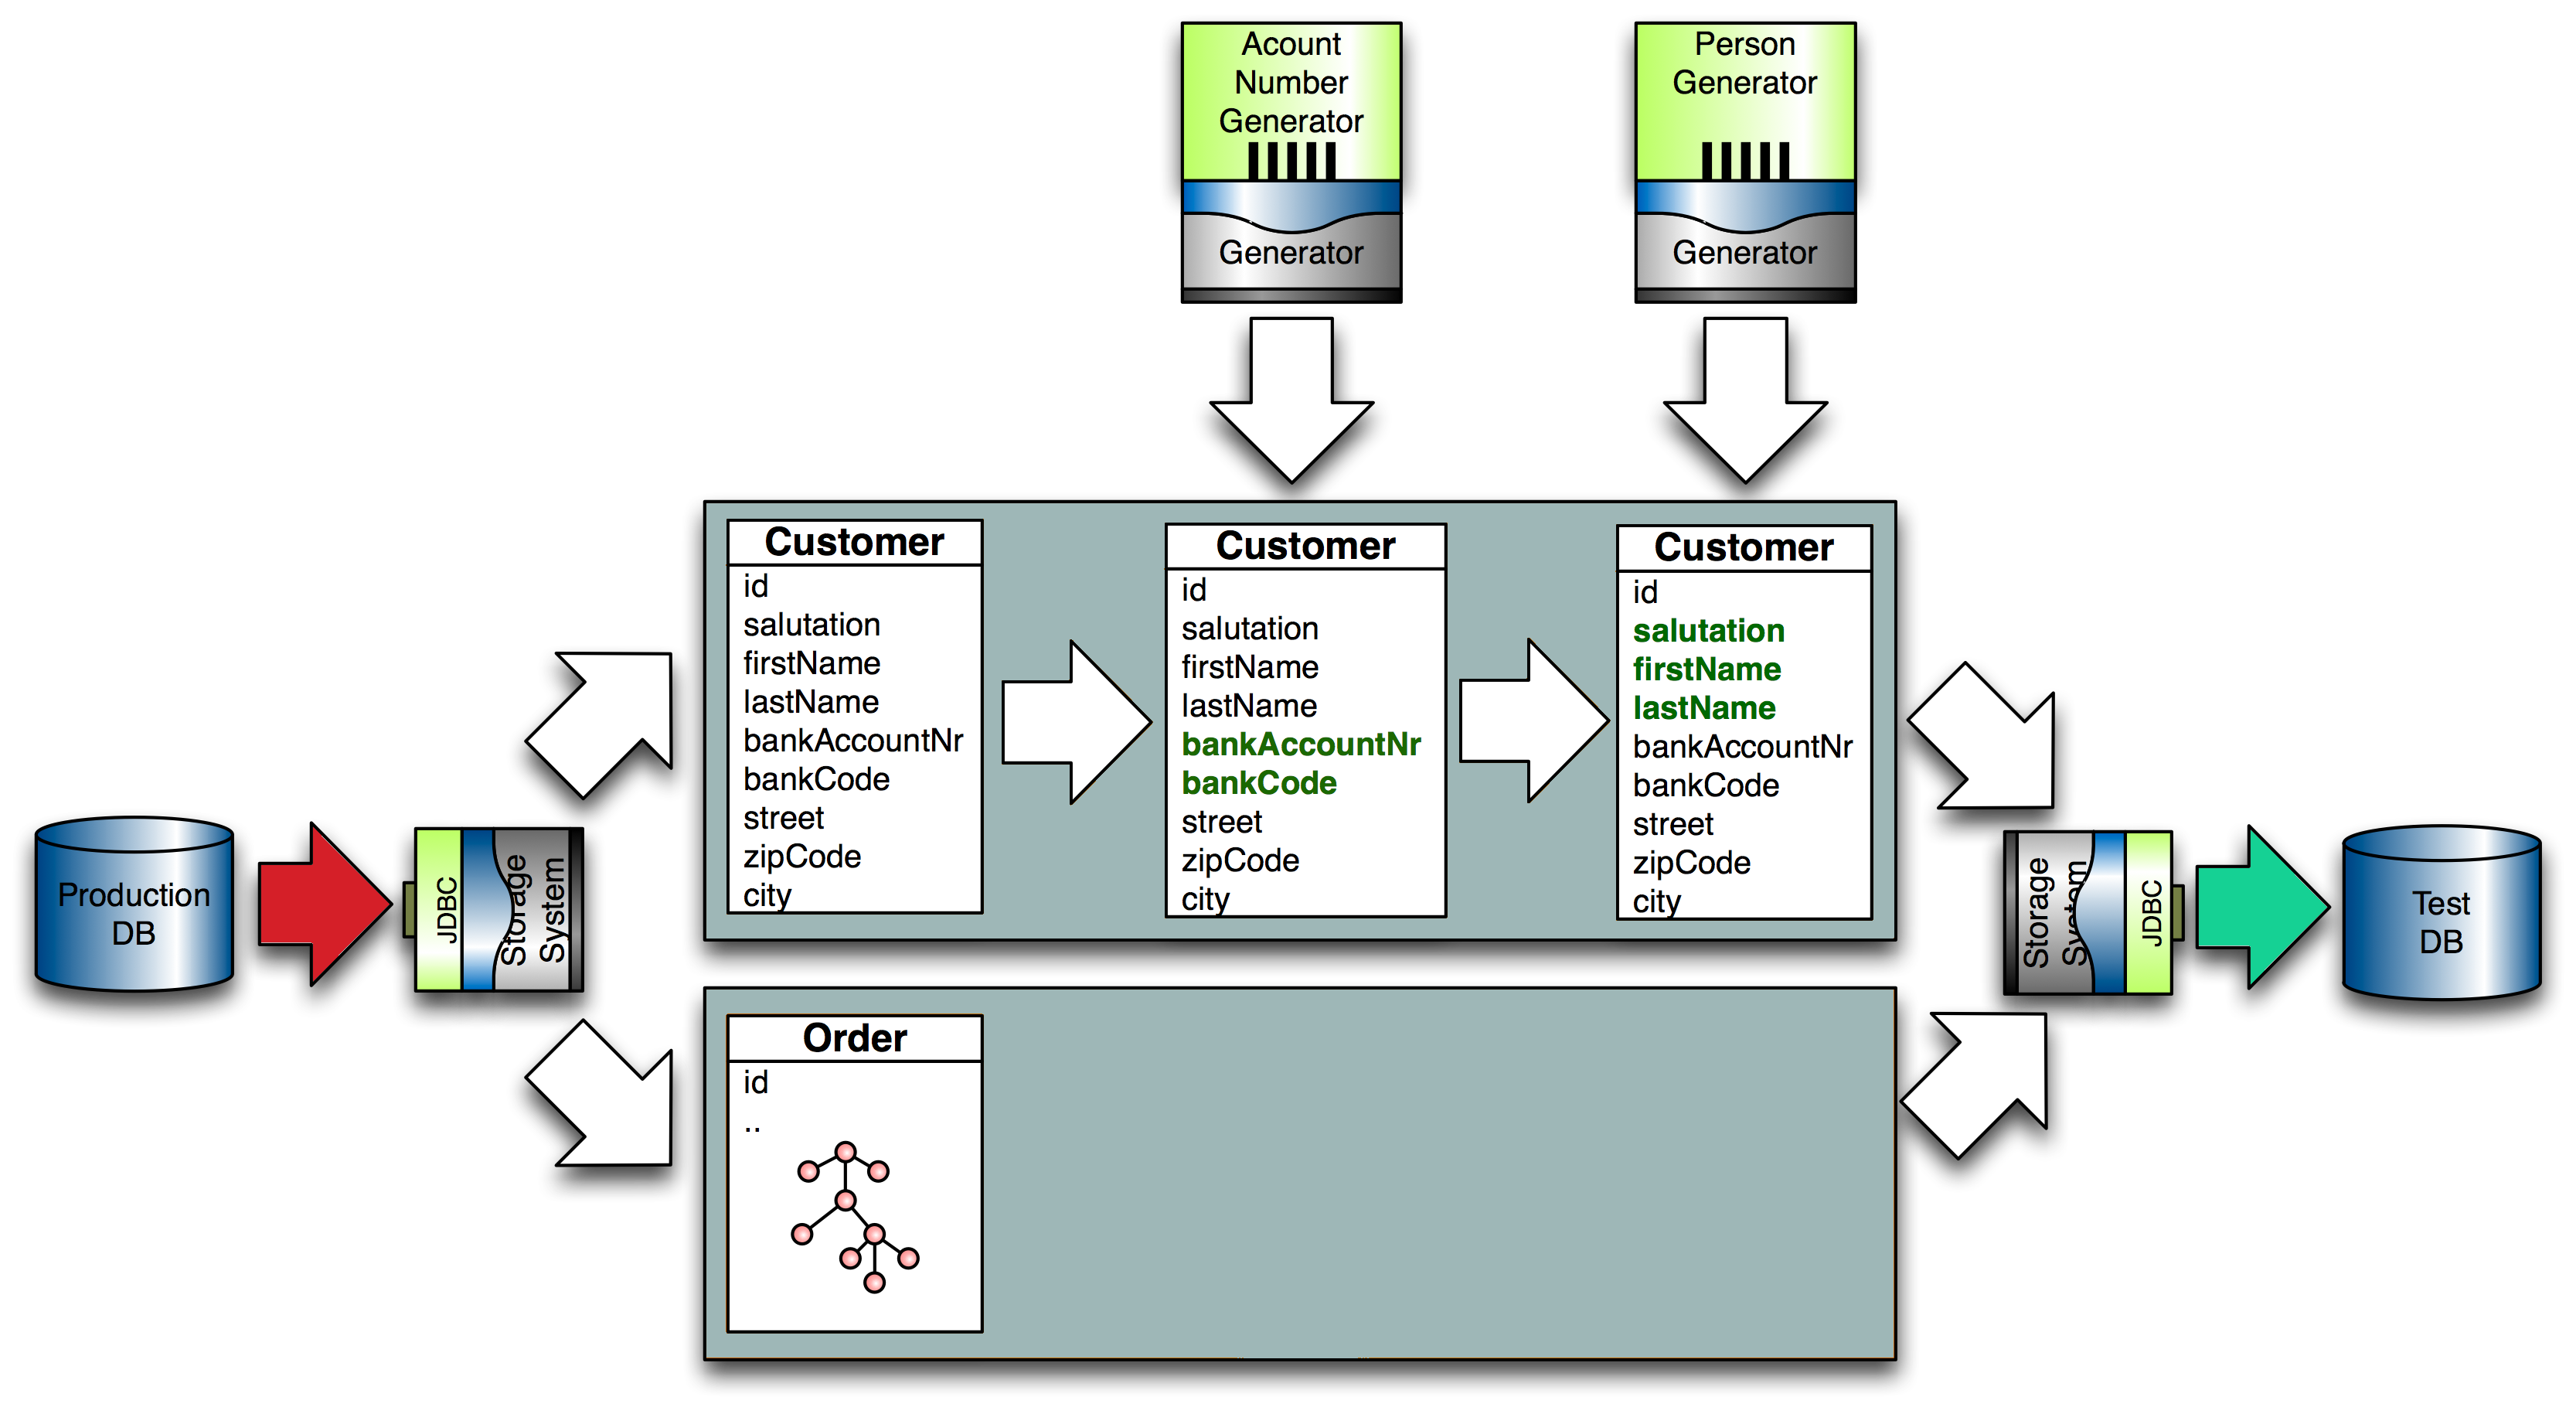 Acount
Number
Generator
Generator
Person
Generator
Generator
Production
DB
JDBC
Storage
System
Customer
id
salutation
firstName
lastName
bankAccountNr
bankCode
street
zipCode
city
Customer
id
salutation
firstName
lastName
bankAccountNr
bankCode
street
zipCode
city
Customer
id
salutation
firstName
lastName
bankAccountNr
bankCode
street
zipCode
city
Order
id
..
Storage
System
JDBC
Test
DB